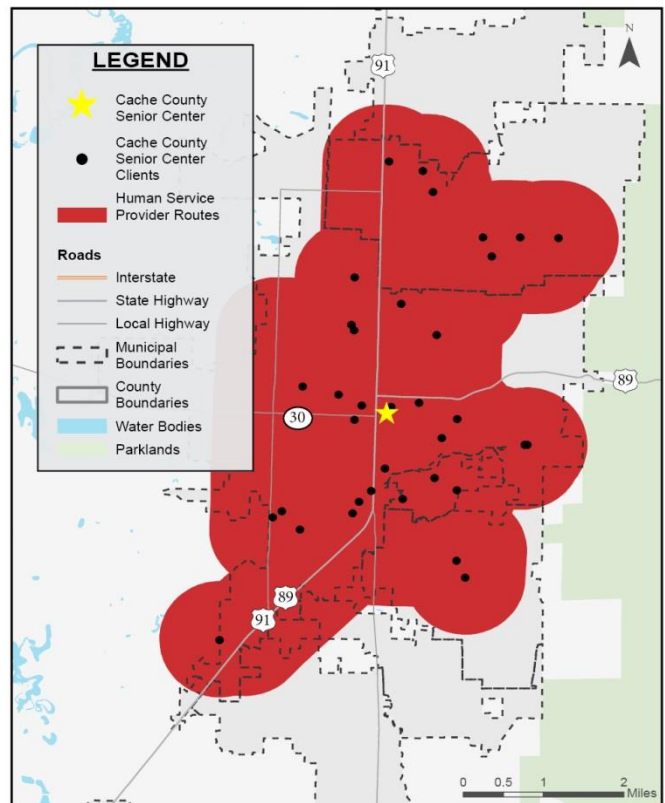 LEGEND
Cache County
Senior Center
Cache County
Senior Center
Clients
Human Service
Provider Routes
Roads
Interstate
State Highway
Local Highway
Municipal
Boundaries
County
Boundaries
Water Bodies
Parklands
91
N
89
30
89
91
0 0.5 1 2
Miles